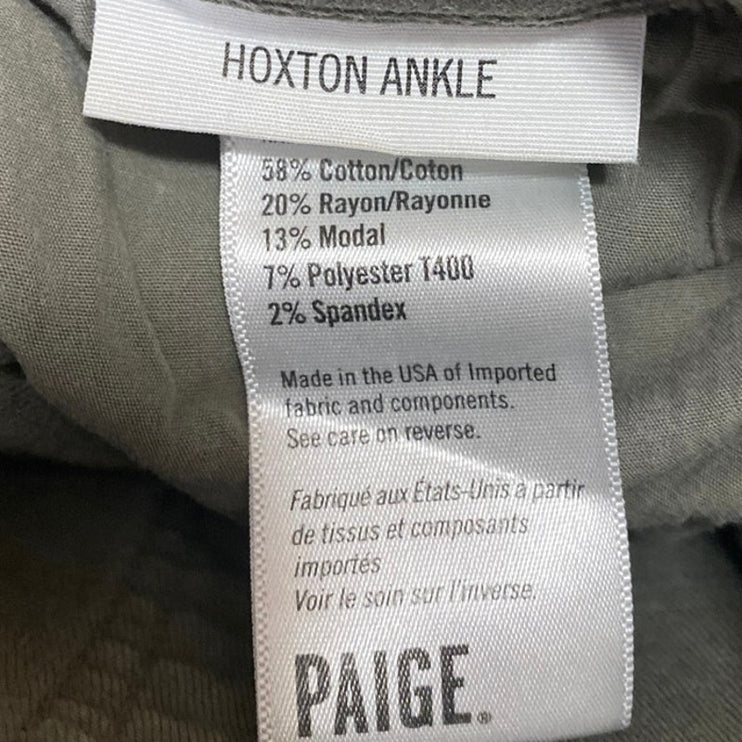 HOXTON ANKLE
58% Cotton/Coton
20% Rayon/Rayonne
13% Modal
7% Polyester T400
2% Spandex
Made in the USA of Imported
fabric and components.
See care on reverse.
Fabriqué aux États-Unis à partir
de tissus et composants
importés
Voir le soin sur l'inverse.
PAIGE®